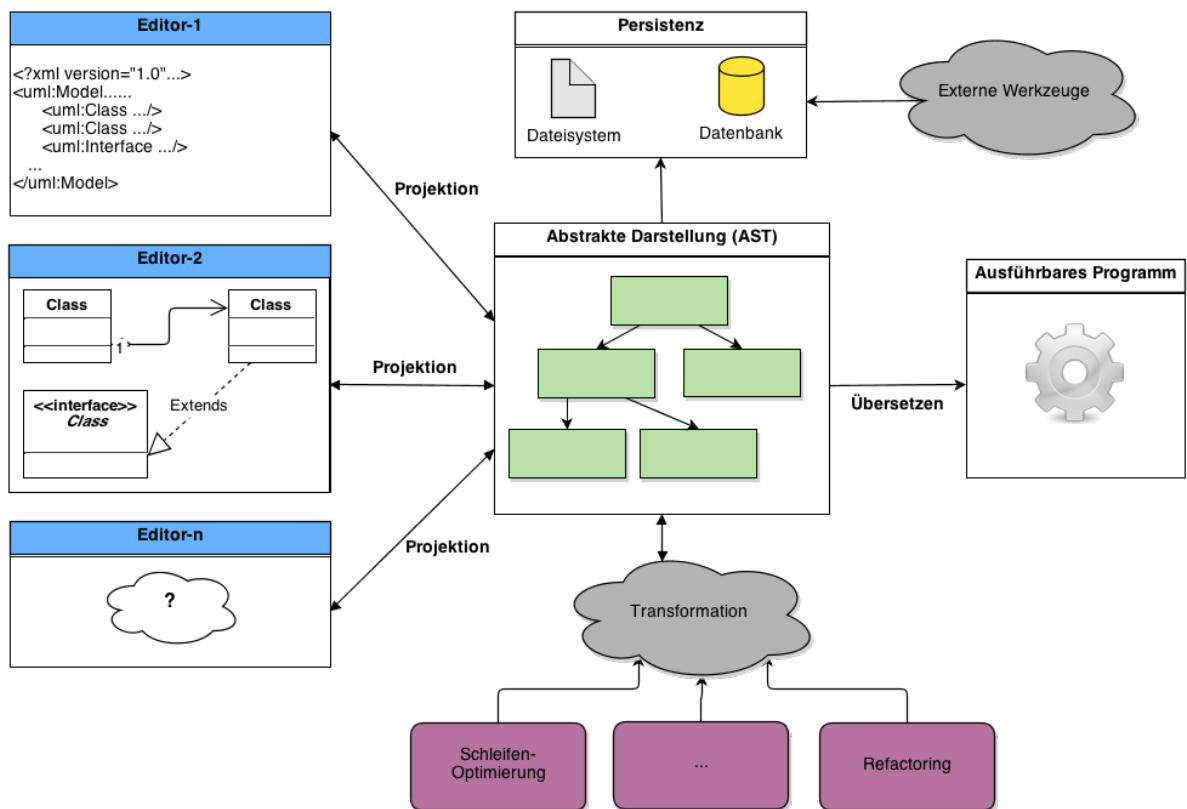 Editor-1
<?xml version="1.0"...>
<uml:Model......
<uml:Class .../>
<uml:Class .../>
<uml:Interface .../>
...
</uml:Model>
Persistenz
Dateisystem
Datenbank
Externe Werkzeuge
Projektion
Editor-2
Class
Class
1
<<interface>>
Class
Extends
Projektion
Abstrakte Darstellung (AST)
Ausführbares Programm
Übersetzen
Editor-n
?
Projektion
Transformation
Schleifen-
Optimierung
...
Refactoring